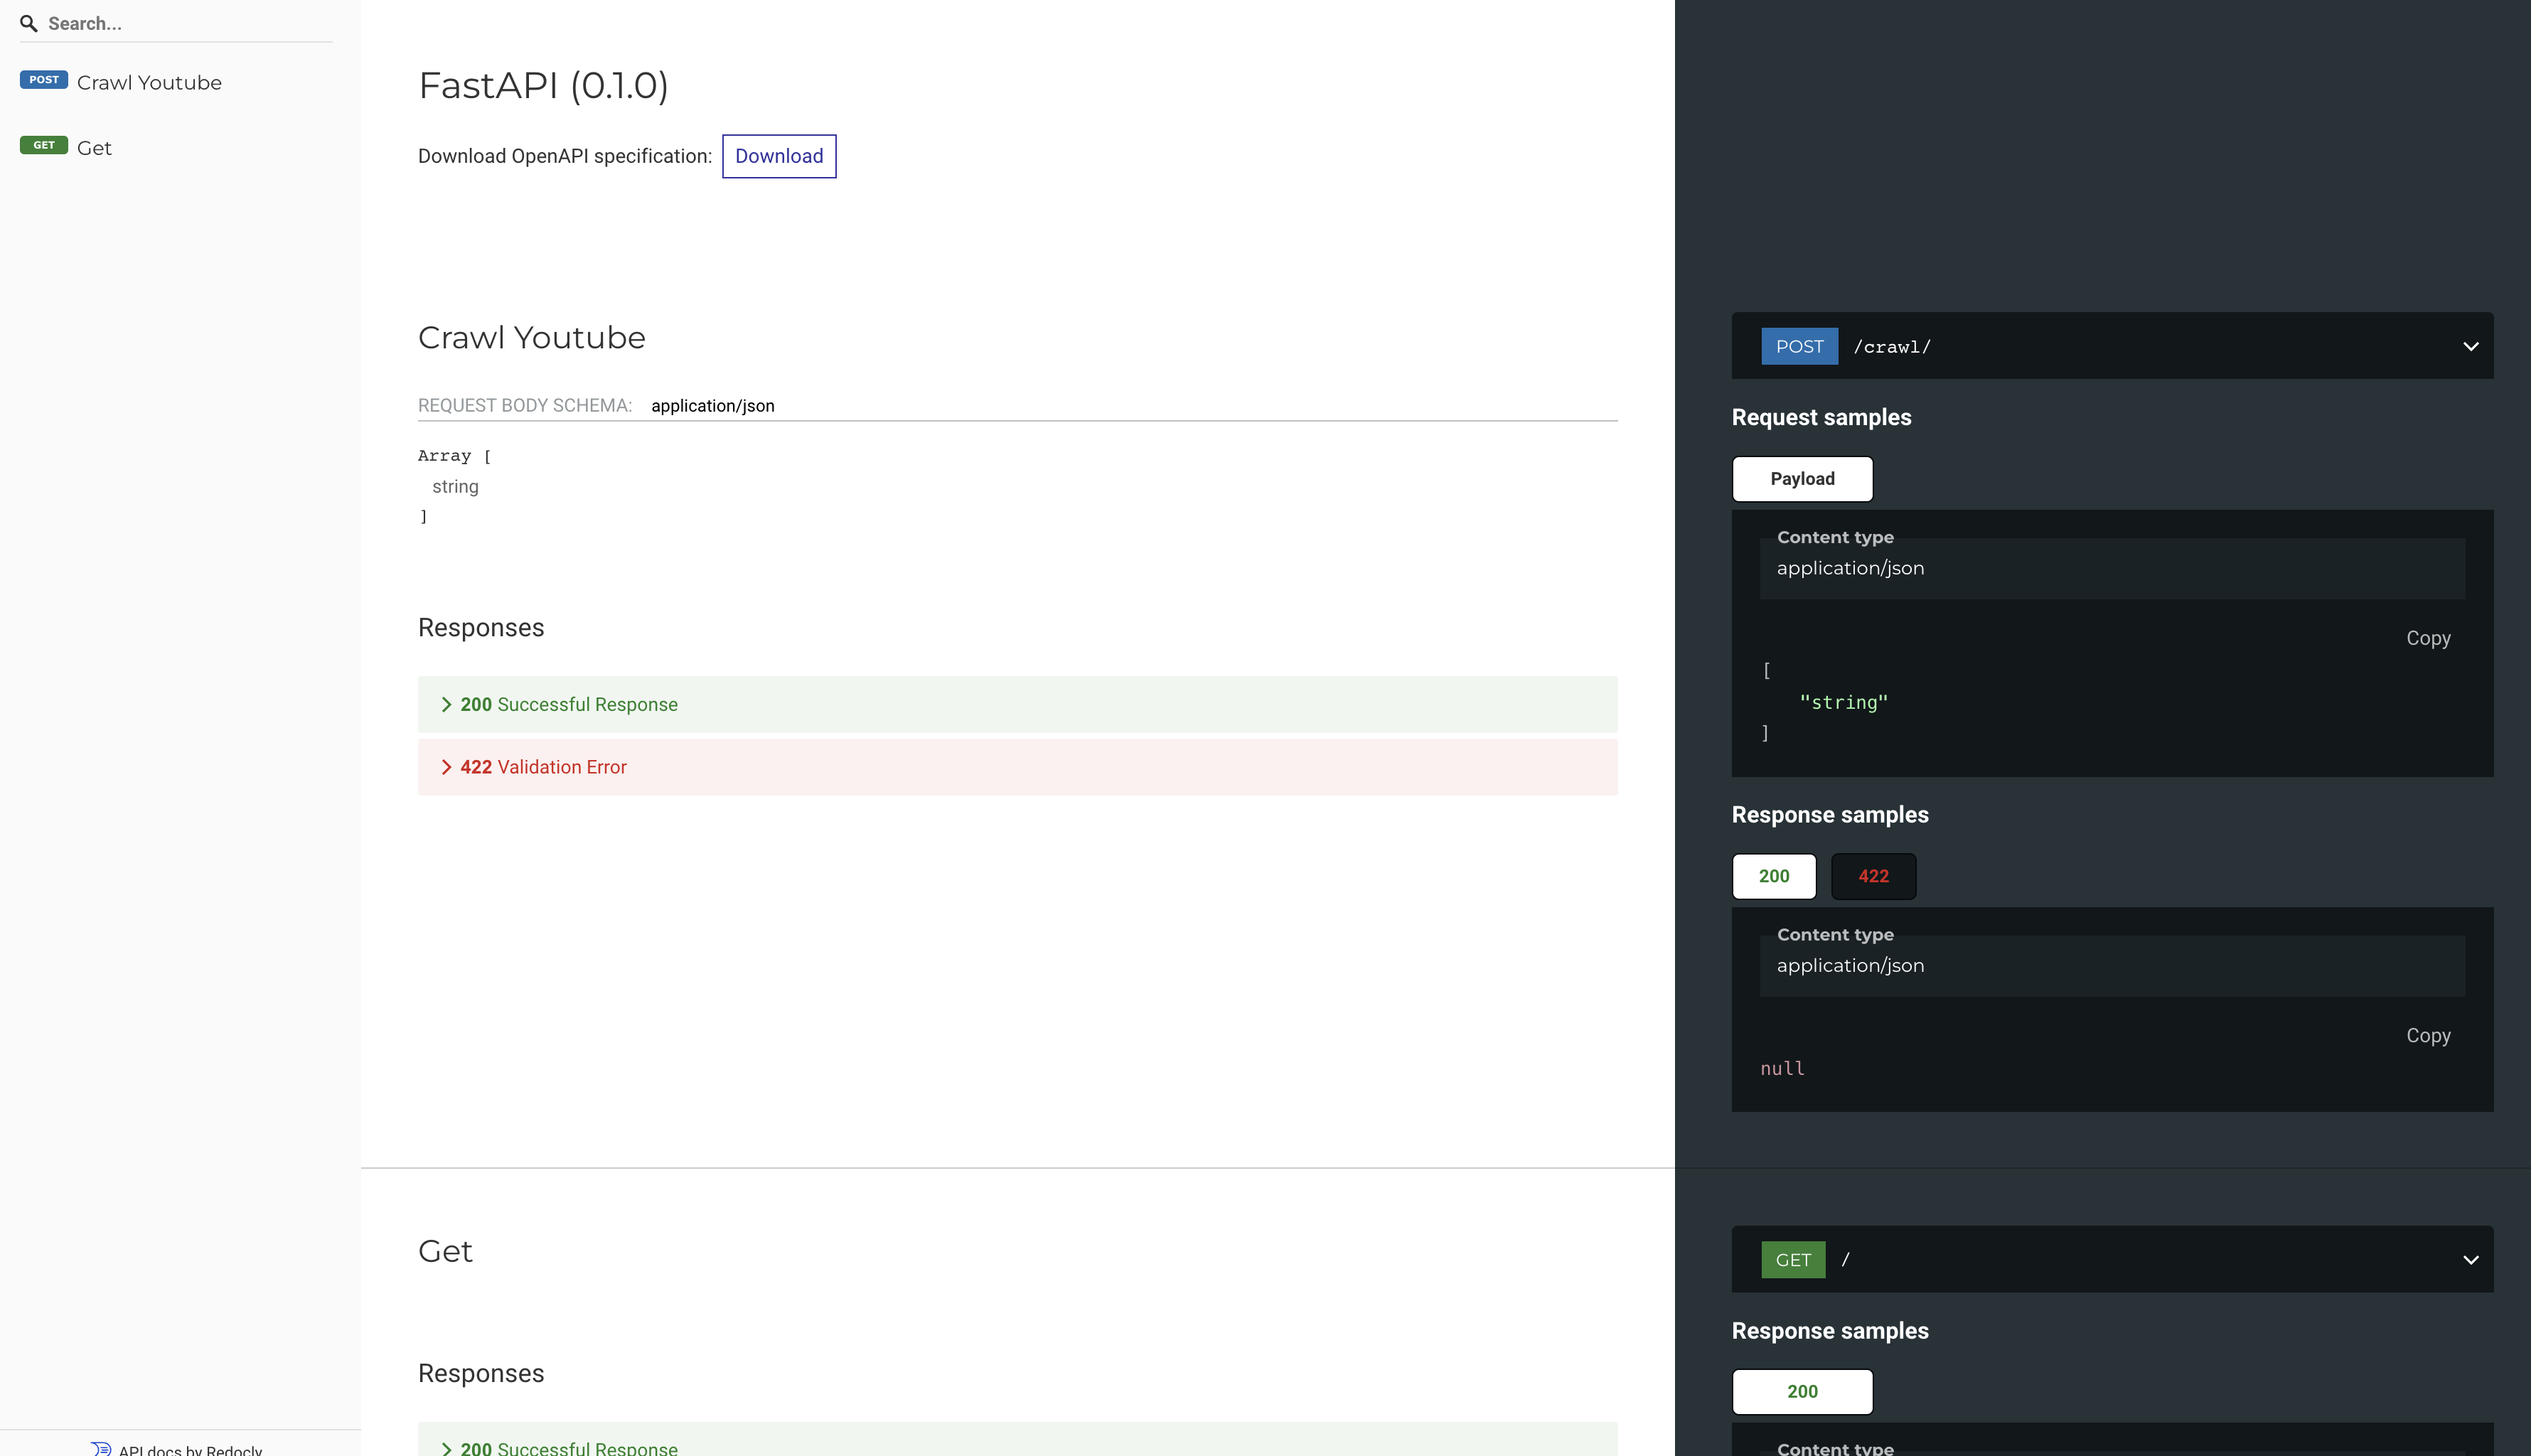 Search...
POST Crawl Youtube
GET Get
API docs by Redocly
FastAPI (0.1.0)
Download OpenAPI specification: Download
Crawl Youtube
REQUEST BODY SCHEMA: application/json
Array [
string
]
Responses
200 Successful Response
422 Validation Error
POST /crawl/
Request samples
Payload
Content type
application/json
Copy
[
"string"
]
Response samples
200 422
Content type
application/json
Copy
null
Get
Responses
200 Successful Response
GET /
Response samples
200
Content type